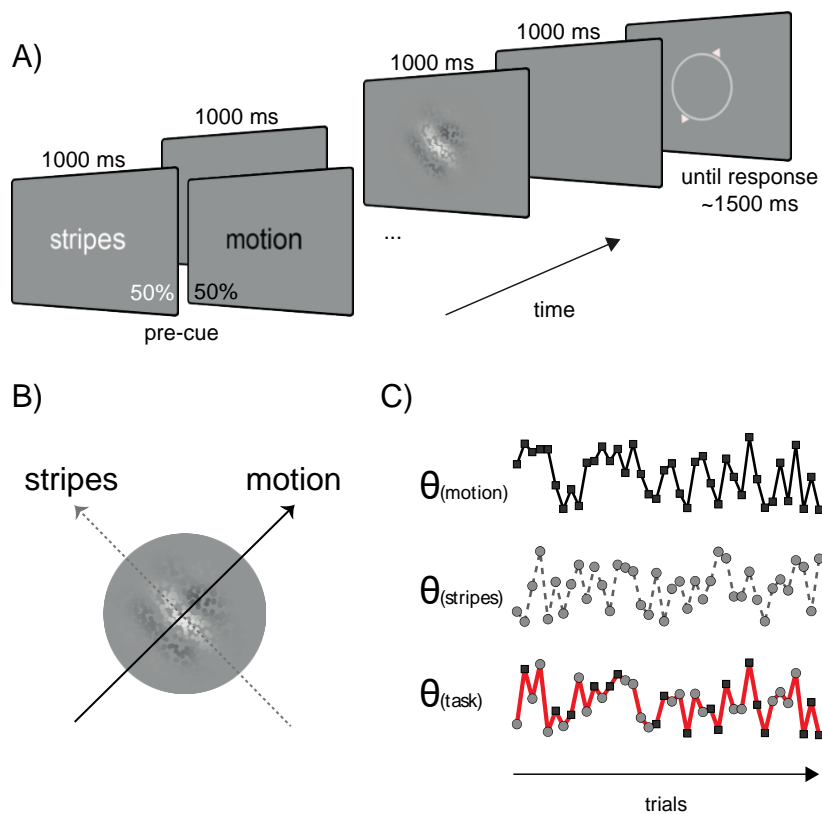 A)
1000 ms
1000 ms
1000 ms
1000 ms
stripes
50%
motion
50%
pre-cue
...
time
until response
~1500 ms
B)
stripes
motion
C)
θ(motion)
θ(stripes)
θ(task)
trials